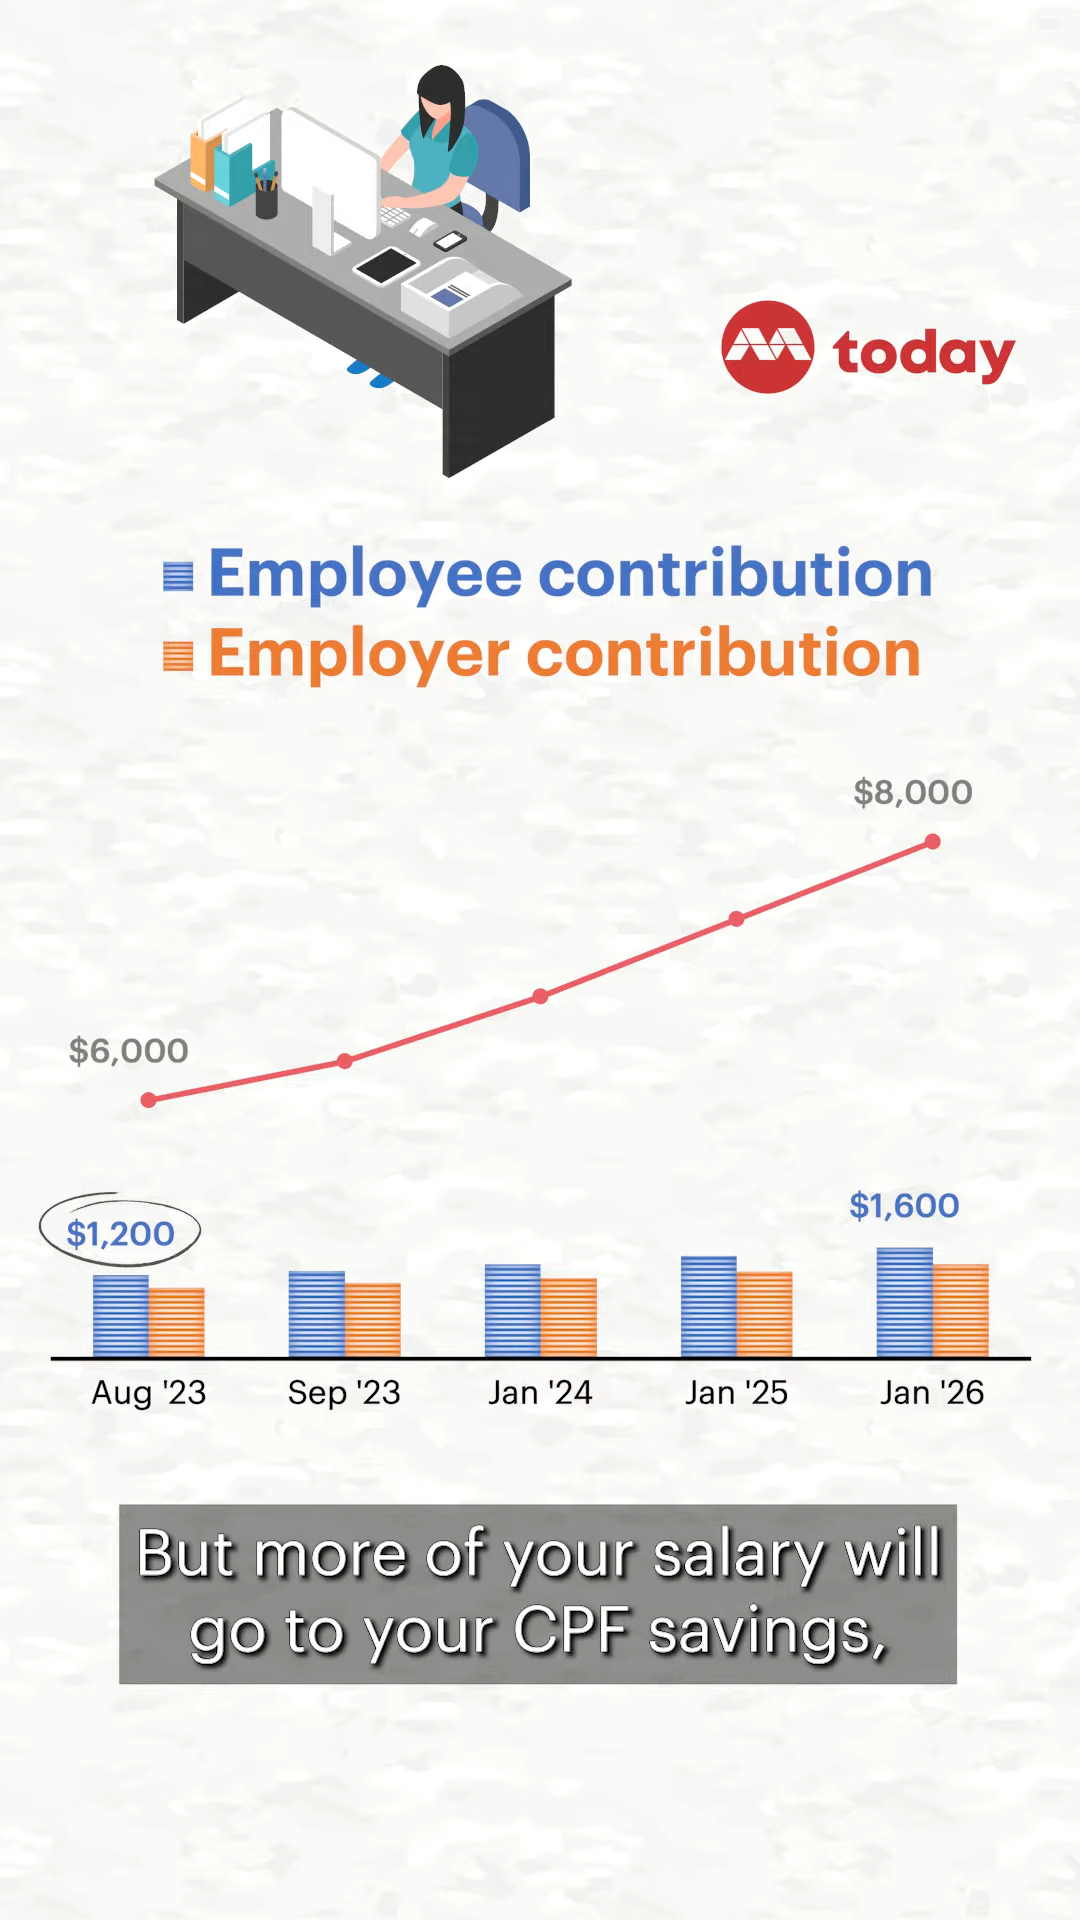 today
Employee contribution
Employer contribution
$8,000
$6,000
$1,600
$1,200
Aug '23 Sep '23 Jan '24 Jan '25 Jan '26
But more of your salary will
go to your CPF savings,